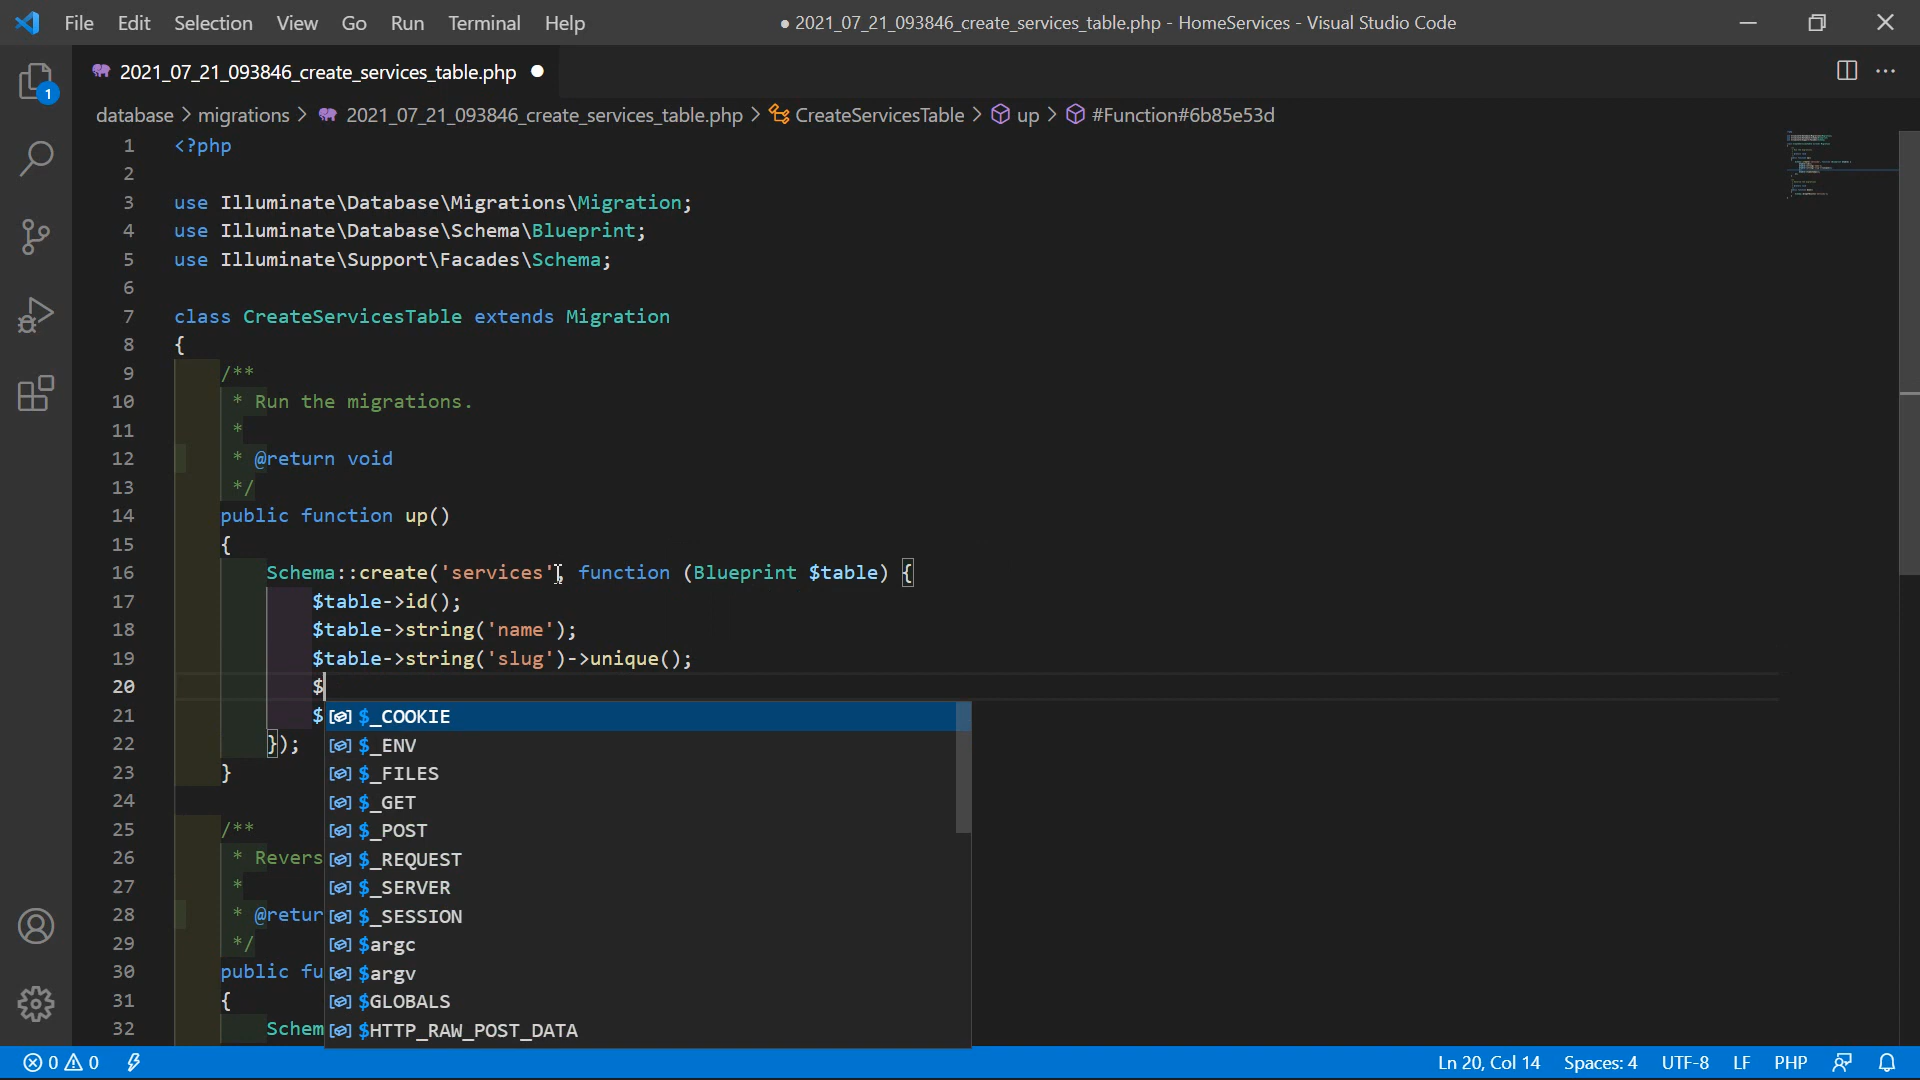 File Edit Selection View Go Run Terminal Help ● 2021_07_21_093846_create_services_table.php - HomeServices - Visual Studio Code
2021_07_21_093846_create_services_table.php ●
1
database > migrations > 2021_07_21_093846_create_services_table.php > CreateServicesTable > up > #Function#6b85e53d
1 <?php
2
3 use Illuminate\Database\Migrations\Migration;
4 use Illuminate\Database\Schema\Blueprint;
5 use Illuminate\Support\Facades\Schema;
6
7 class CreateServicesTable extends Migration
8 {
9 /**
10 * Run the migrations.
11 *
12 * @return void
13 */
14 public function up()
15 {
16 Schema::create('services', function (Blueprint $table) {
17 $table->id();
18 $table->string('name');
19 $table->string('slug')->unique();
20 $
21 $
$_COOKIE
22 });
$_ENV
23 }
$_FILES
24
$_GET
25 /**
$_POST
26 * Revers
$_REQUEST
27 *
$_SERVER
28 * @retur
$_SESSION
29 */
$argc
30 public fu
$argv
31 {
$GLOBALS
32 Schem
$HTTP_RAW_POST_DATA
0 0 Ln 20, Col 14 Spaces: 4 UTF-8 LF PHP